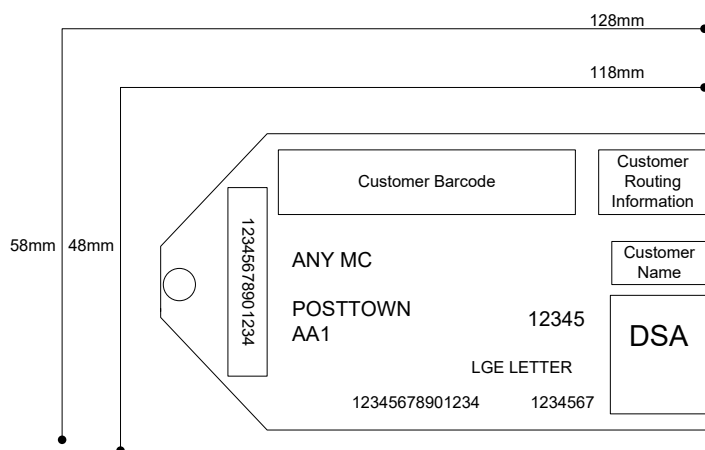 128mm
118mm
Customer Barcode
Customer
Routing
Information
58mm
48mm
12345678901234
ANY MC
Customer
Name
POSTTOWN
AA1
12345
DSA
LGE LETTER
12345678901234
1234567